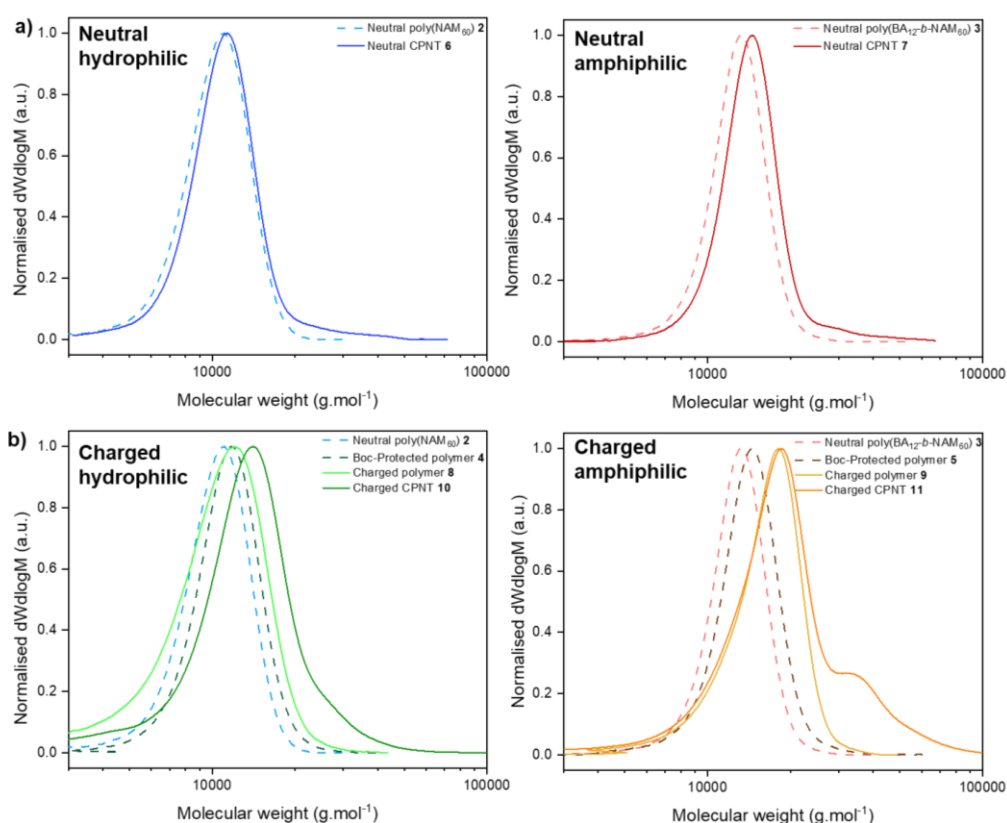 a)
Neutral
hydrophilic
Neutral poly(NAM₆₀) 2
Neutral CPNT 6
Normalised dWdlogM (a.u.)
1.0
0.8
0.6
0.4
0.2
0.0
10000
100000
Molecular weight (g.mol⁻¹)
Neutral
amphiphilic
Neutral poly(BA₁₂-b-NAM₆₀) 3
Neutral CPNT 7
Normalised dWdlogM (a.u.)
1.0
0.8
0.6
0.4
0.2
0.0
10000
100000
Molecular weight (g.mol⁻¹)
b)
Charged
hydrophilic
Neutral poly(NAM₆₀) 2
Boc-Protected polymer 4
Charged polymer 8
Charged CPNT 10
Normalised dWdlogM (a.u.)
1.0
0.8
0.6
0.4
0.2
0.0
10000
100000
Molecular weight (g.mol⁻¹)
Charged
amphiphilic
Neutral poly(BA₁₂-b-NAM₆₀) 3
Boc-Protected polymer 5
Charged polymer 9
Charged CPNT 11
Normalised dWdlogM (a.u.)
1.0
0.8
0.6
0.4
0.2
0.0
10000
100000
Molecular weight (g.mol⁻¹)